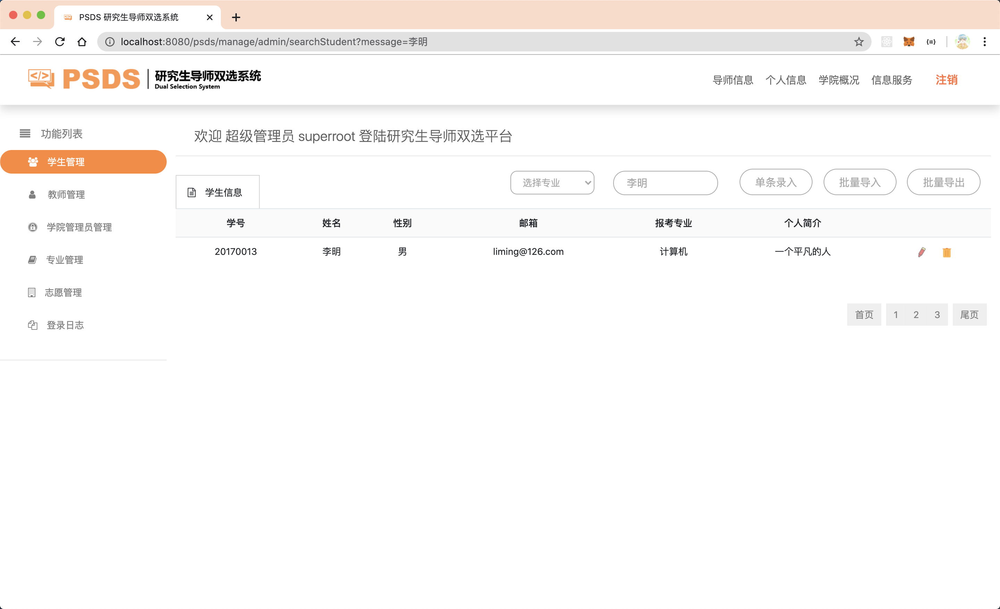 PSDS 研究生导师双选系统
localhost:8080/psds/manage/admin/searchStudent?message=李明
</> PSDS 研究生导师双选系统
Dual Selection System
导师信息 个人信息 学院概况 信息服务 注销
功能列表
学生管理
教师管理
学院管理员管理
专业管理
志愿管理
登录日志
欢迎 超级管理员 superroot 登陆研究生导师双选平台
学生信息
选择专业 李明 单条录入 批量导入 批量导出
学号 姓名 性别 邮箱 报考专业 个人简介
20170013 李明 男 liming@126.com 计算机 一个平凡的人
首页 1 2 3 尾页